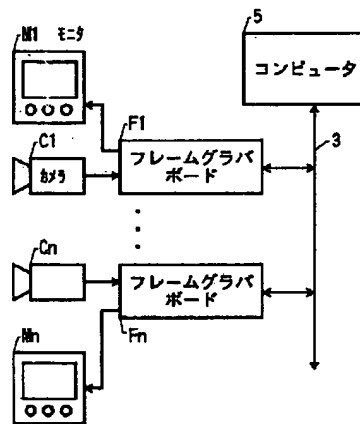 M1 モニタ
5
コンピュータ
C1
カメラ
F1
フレームグラバ
ボード
3
Cn
フレームグラバ
ボード
Mn
Fn